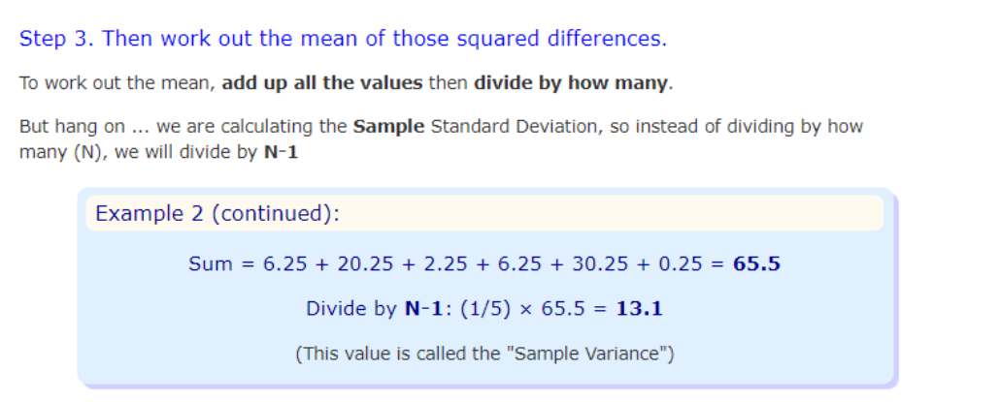 Step 3. Then work out the mean of those squared differences.
To work out the mean, add up all the values then divide by how many.
But hang on ... we are calculating the Sample Standard Deviation, so instead of dividing by how
many (N), we will divide by N-1
Example 2 (continued):
Sum = 6.25 + 20.25 + 2.25 + 6.25 + 30.25 + 0.25 = 65.5
Divide by N-1: (1/5) × 65.5 = 13.1
(This value is called the "Sample Variance")